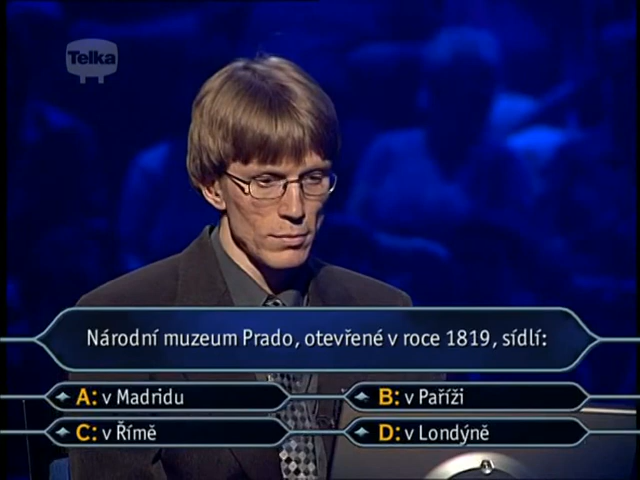 Telka
Národní muzeum Prado, otevřené v roce 1819, sídlí:
A: v Madridu
B: v Paříži
C: v Římě
D: v Londýně